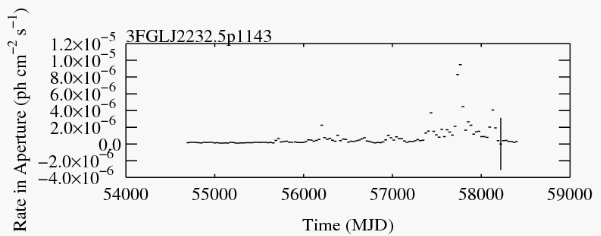 3FGLJ2232.5p1143
Rate in Aperture (ph cm⁻² s⁻¹)
1.2×10⁻⁵
1.0×10⁻⁵
8.0×10⁻⁶
6.0×10⁻⁶
4.0×10⁻⁶
2.0×10⁻⁶
0.0
−2.0×10⁻⁶
−4.0×10⁻⁶
54000 55000 56000 57000 58000 59000
Time (MJD)